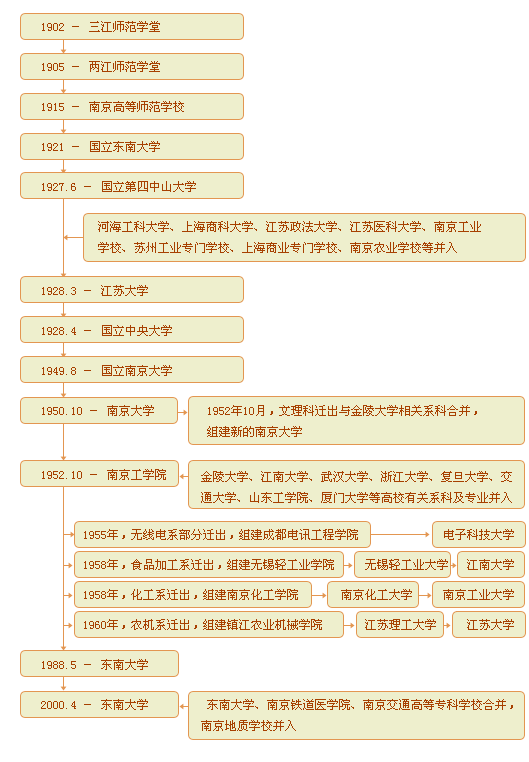 1902 — 三江师范学堂
1905 — 两江师范学堂
1915 — 南京高等师范学校
1921 — 国立东南大学
1927.6 — 国立第四中山大学
河海工科大学、上海商科大学、江苏政法大学、江苏医科大学、南京工业
学校、苏州工业专门学校、上海商业专门学校、南京农业学校等并入
1928.3 — 江苏大学
1928.4 — 国立中央大学
1949.8 — 国立南京大学
1950.10 — 南京大学
1952年10月，文理科迁出与金陵大学相关系科合并，
组建新的南京大学
1952.10 — 南京工学院
金陵大学、江南大学、武汉大学、浙江大学、复旦大学、交
通大学、山东工学院、厦门大学等高校有关系科及专业并入
1955年，无线电系部分迁出，组建成都电讯工程学院
电子科技大学
1958年，食品加工系迁出，组建无锡轻工业学院
无锡轻工业大学
江南大学
1958年，化工系迁出，组建南京化工学院
南京化工大学
南京工业大学
1960年，农机系迁出，组建镇江农业机械学院
江苏理工大学
江苏大学
1988.5 — 东南大学
2000.4 — 东南大学
东南大学、南京铁道医学院、南京交通高等专科学校合并，
南京地质学校并入